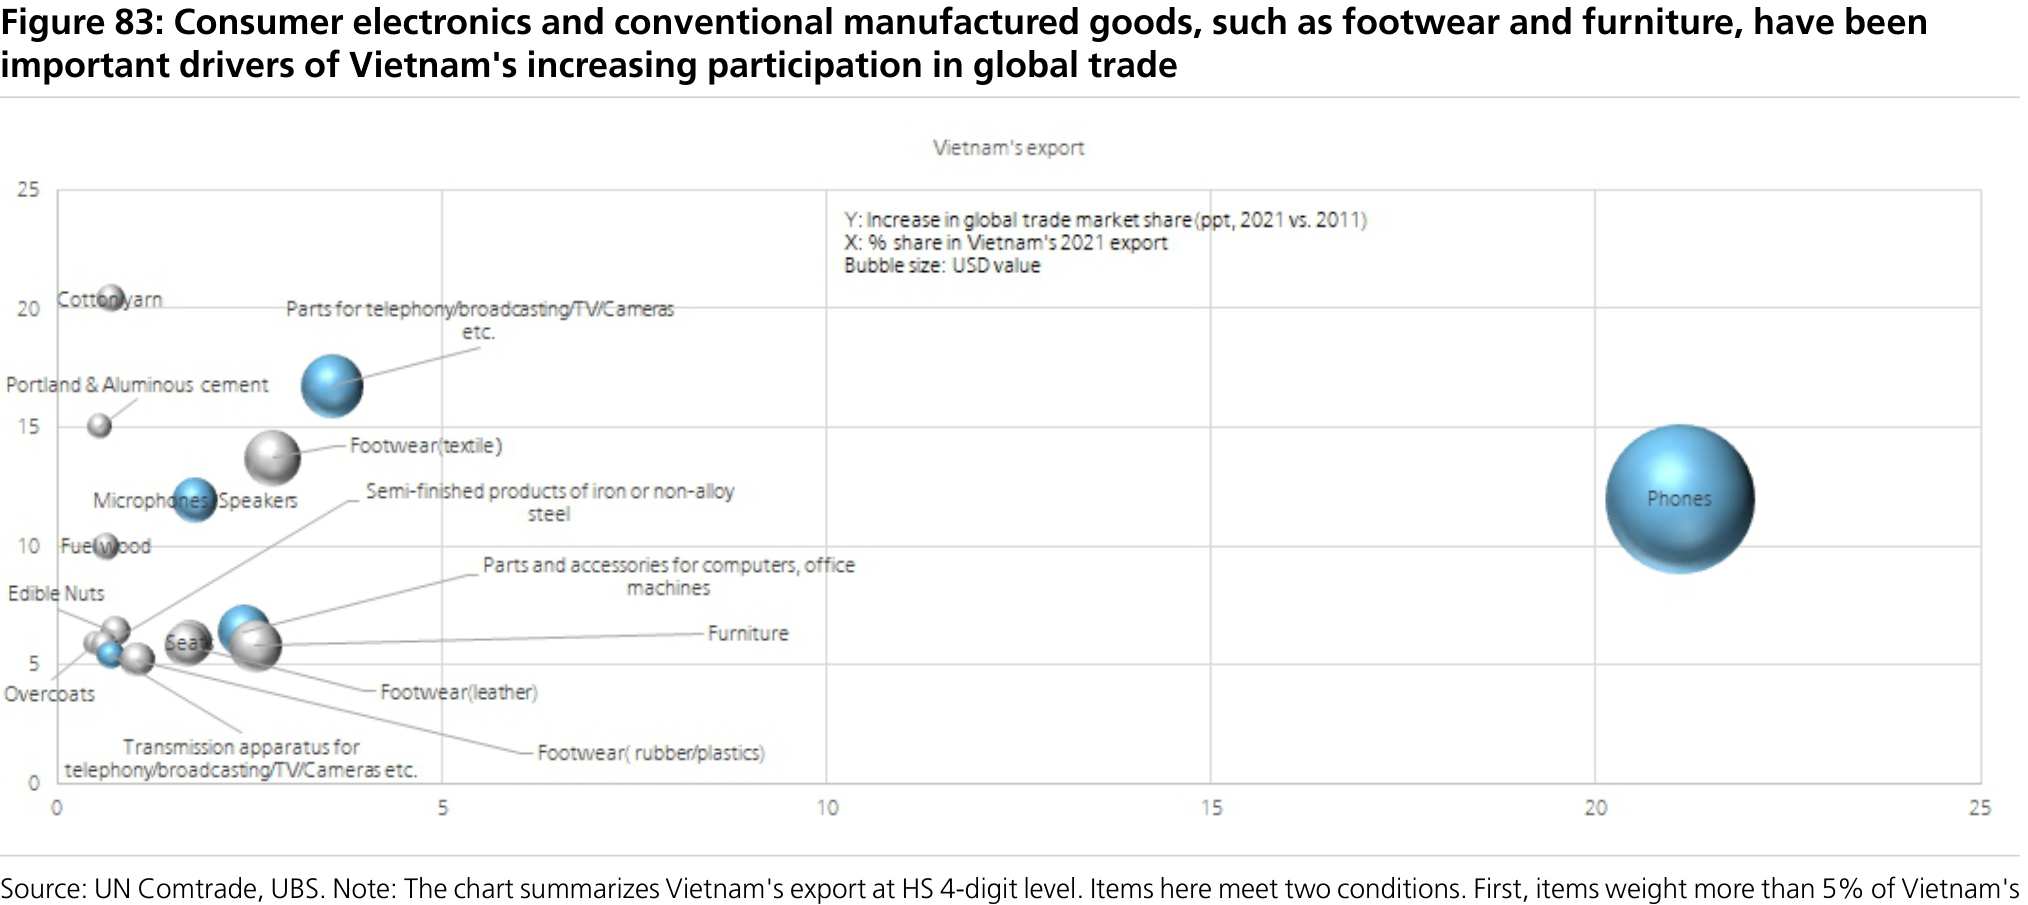 Figure 83: Consumer electronics and conventional manufactured goods, such as footwear and furniture, have been
important drivers of Vietnam's increasing participation in global trade
Vietnam's export
25
Y: Increase in global trade market share(ppt, 2021 vs. 2011)
X: % share in Vietnam's 2021 export
Bubble size: USD value
Cotton yarn
20
Parts for telephony/broadcasting/TV/Cameras
etc.
Portland & Aluminous cement
15
Footwear(textile)
Semi-finished products of iron or non-alloy
steel
Microphones/Speakers
Phones
10
Fuel wood
Parts and accessories for computers, office
machines
Edible Nuts
Furniture
Seats
5
Overcoats
Footwear(leather)
Transmission apparatus for
telephony/broadcasting/TV/Cameras etc.
Footwear( rubber/plastics)
0
0 5 10 15 20 25
Source: UN Comtrade, UBS. Note: The chart summarizes Vietnam's export at HS 4-digit level. Items here meet two conditions. First, items weight more than 5% of Vietnam's